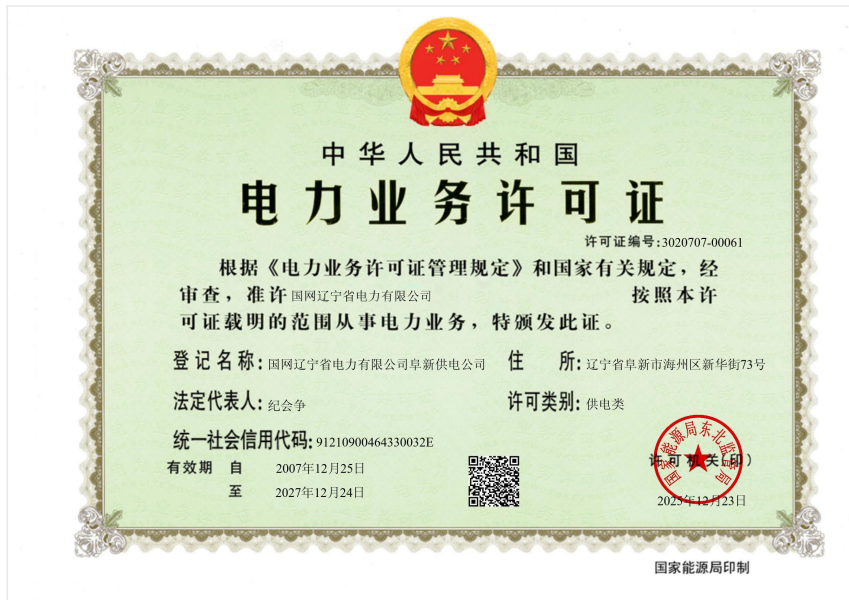 中华人民共和国
电力业务许可证
许可证编号:3020707-00061
根据《电力业务许可证管理规定》和国家有关规定，经
审查，准许 国网辽宁省电力有限公司 按照本许
可证载明的范围从事电力业务，特颁发此证。
登记名称: 国网辽宁省电力有限公司阜新供电公司 住 所: 辽宁省阜新市海州区新华街73号
法定代表人: 纪会争 许可类别: 供电类
统一社会信用代码: 91210900464330032E
有效期 自 2007年12月25日
至 2027年12月24日
许可机关(印)
国家能源局东北监管局
2025年12月23日
国家能源局印制